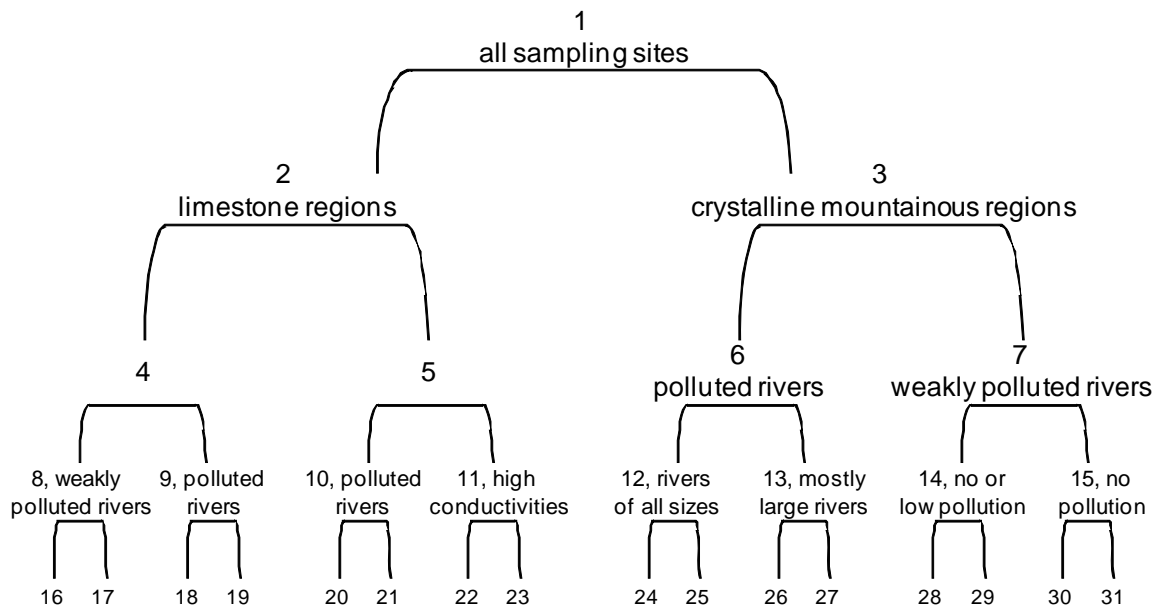 1
all sampling sites
2
limestone regions
3
crystalline mountainous regions
4
5
6
polluted rivers
7
weakly polluted rivers
8, weakly
polluted rivers
9, polluted
rivers
10, polluted
rivers
11, high
conductivities
12, rivers
of all sizes
13, mostly
large rivers
14, no or
low pollution
15, no
pollution
16 17 18 19 20 21 22 23 24 25 26 27 28 29 30 31